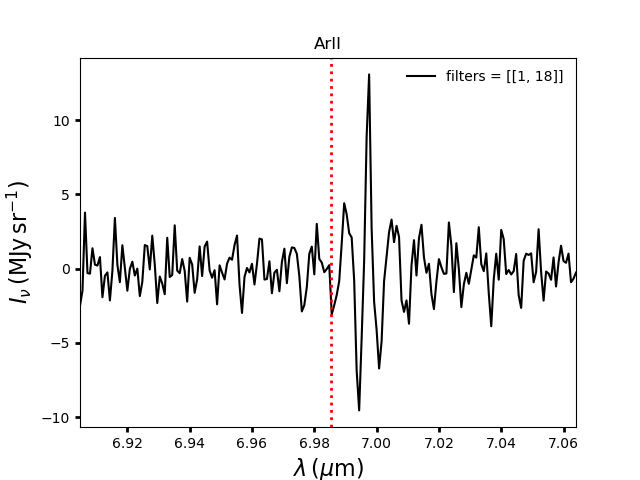 ArII
filters = [[1, 18]]
10
5
0
−5
−10
I_ν (MJy sr⁻¹)
6.92 6.94 6.96 6.98 7.00 7.02 7.04 7.06
λ (μm)